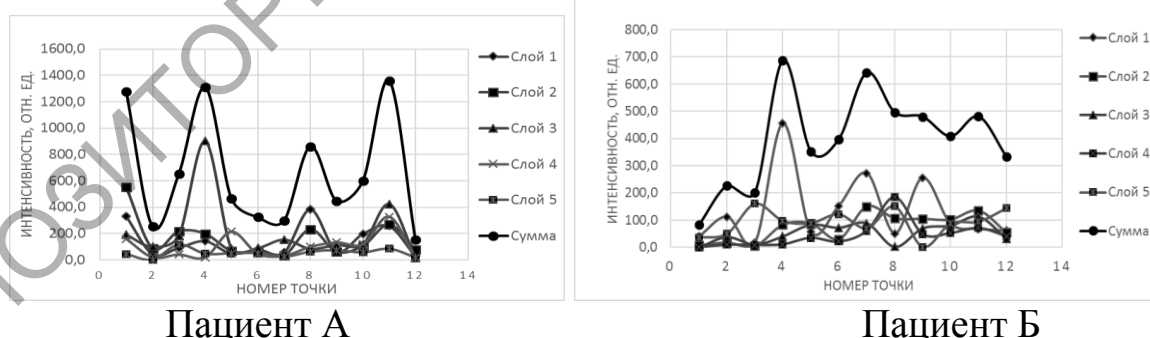 ПОЗИТОРИ
1600,0
1400,0
1200,0
1000,0
800,0
600,0
400,0
200,0
0,0
ИНТЕНСИВНОСТЬ, ОТН. ЕД.
0 2 4 6 8 10 12 14
НОМЕР ТОЧКИ
Слой 1
Слой 2
Слой 3
Слой 4
Слой 5
Сумма
Пациент А
800,0
700,0
600,0
500,0
400,0
300,0
200,0
100,0
0,0
ИНТЕНСИВНОСТЬ, ОТН. ЕД.
0 2 4 6 8 10 12 14
НОМЕР ТОЧКИ
Слой 1
Слой 2
Слой 3
Слой 4
Слой 5
Сумма
Пациент Б